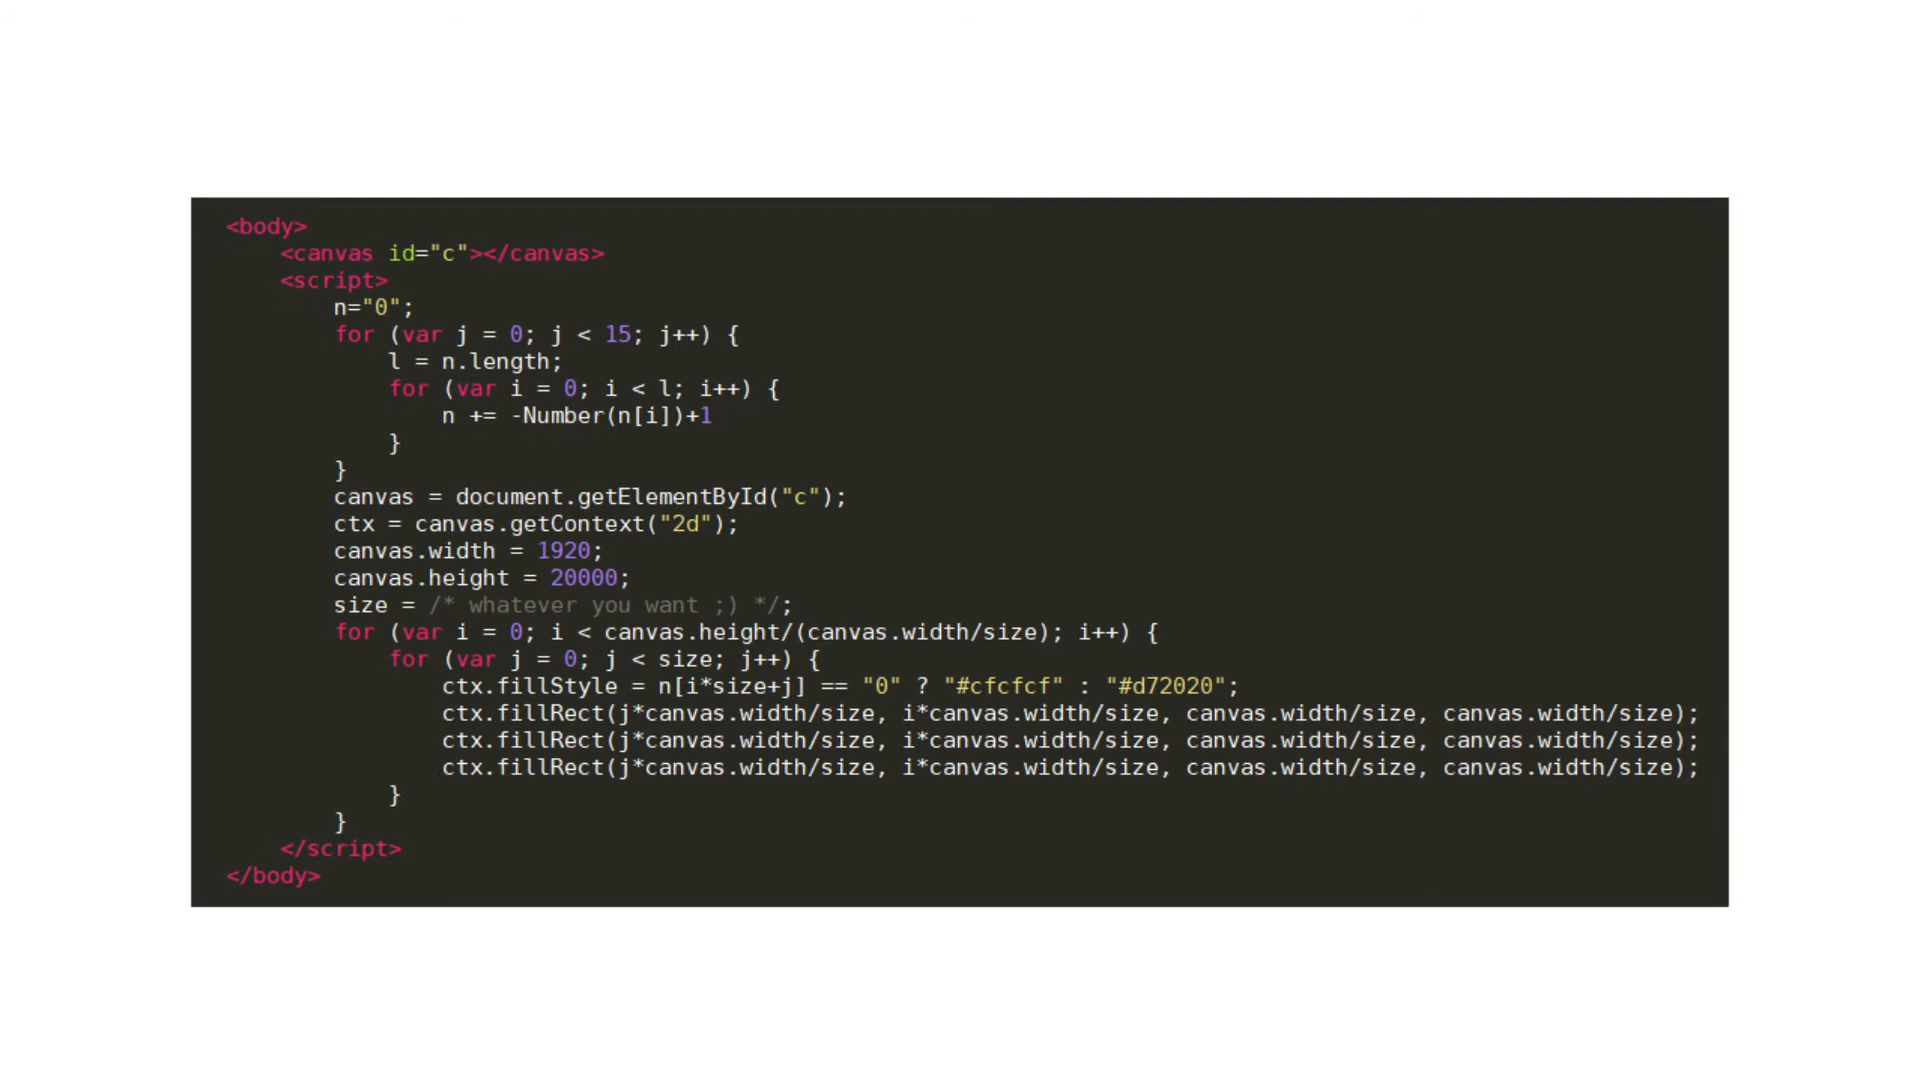 <body>
<canvas id="c"></canvas>
<script>
n="0";
for (var j = 0; j < 15; j++) {
l = n.length;
for (var i = 0; i < l; i++) {
n += -Number(n[i])+1
}
}
canvas = document.getElementById("c");
ctx = canvas.getContext("2d");
canvas.width = 1920;
canvas.height = 20000;
size = /* whatever you want ;) */;
for (var i = 0; i < canvas.height/(canvas.width/size); i++) {
for (var j = 0; j < size; j++) {
ctx.fillStyle = n[i*size+j] == "0" ? "#cfcfcf" : "#d72020";
ctx.fillRect(j*canvas.width/size, i*canvas.width/size, canvas.width/size, canvas.width/size);
ctx.fillRect(j*canvas.width/size, i*canvas.width/size, canvas.width/size, canvas.width/size);
ctx.fillRect(j*canvas.width/size, i*canvas.width/size, canvas.width/size, canvas.width/size);
}
}
</script>
</body>